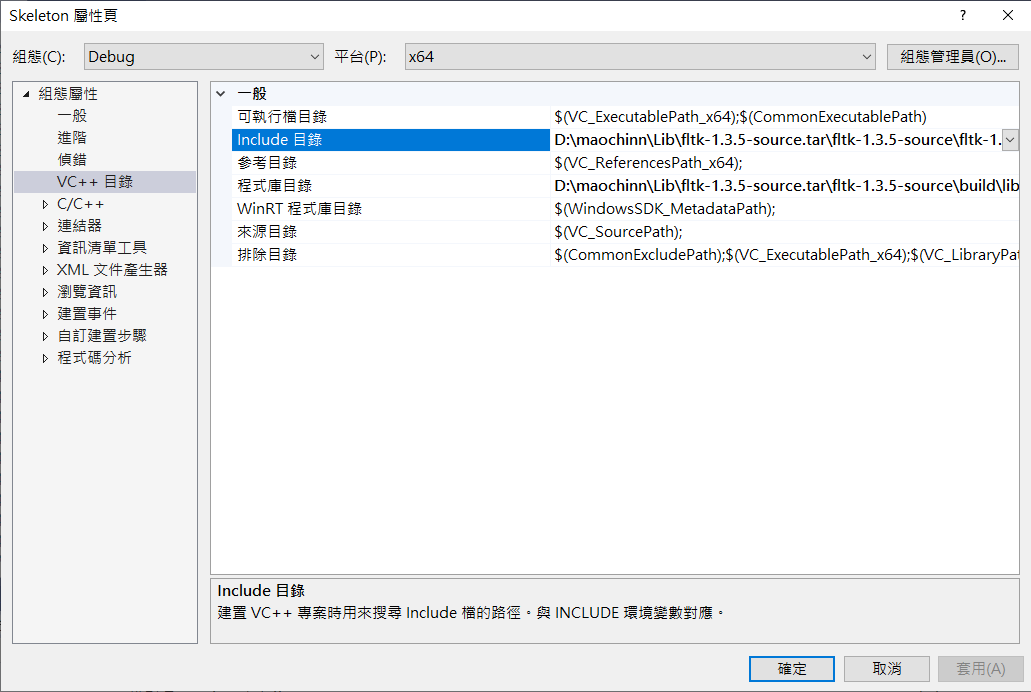 Skeleton 屬性頁
組態(C): Debug 平台(P): x64 組態管理員(O)...
組態屬性
一般
進階
偵錯
VC++ 目錄
C/C++
連結器
資訊清單工具
XML 文件產生器
瀏覽資訊
建置事件
自訂建置步驟
程式碼分析
一般
可執行檔目錄 $(VC_ExecutablePath_x64);$(CommonExecutablePath)
Include 目錄 D:\maochinn\Lib\fltk-1.3.5-source.tar\fltk-1.3.5-source\fltk-1.
參考目錄 $(VC_ReferencesPath_x64);
程式庫目錄 D:\maochinn\Lib\fltk-1.3.5-source.tar\fltk-1.3.5-source\build\lib
WinRT 程式庫目錄 $(WindowsSDK_MetadataPath);
來源目錄 $(VC_SourcePath);
排除目錄 $(CommonExcludePath);$(VC_ExecutablePath_x64);$(VC_LibraryPat
Include 目錄
建置 VC++ 專案時用來搜尋 Include 檔的路徑。與 INCLUDE 環境變數對應。
確定 取消 套用(A)